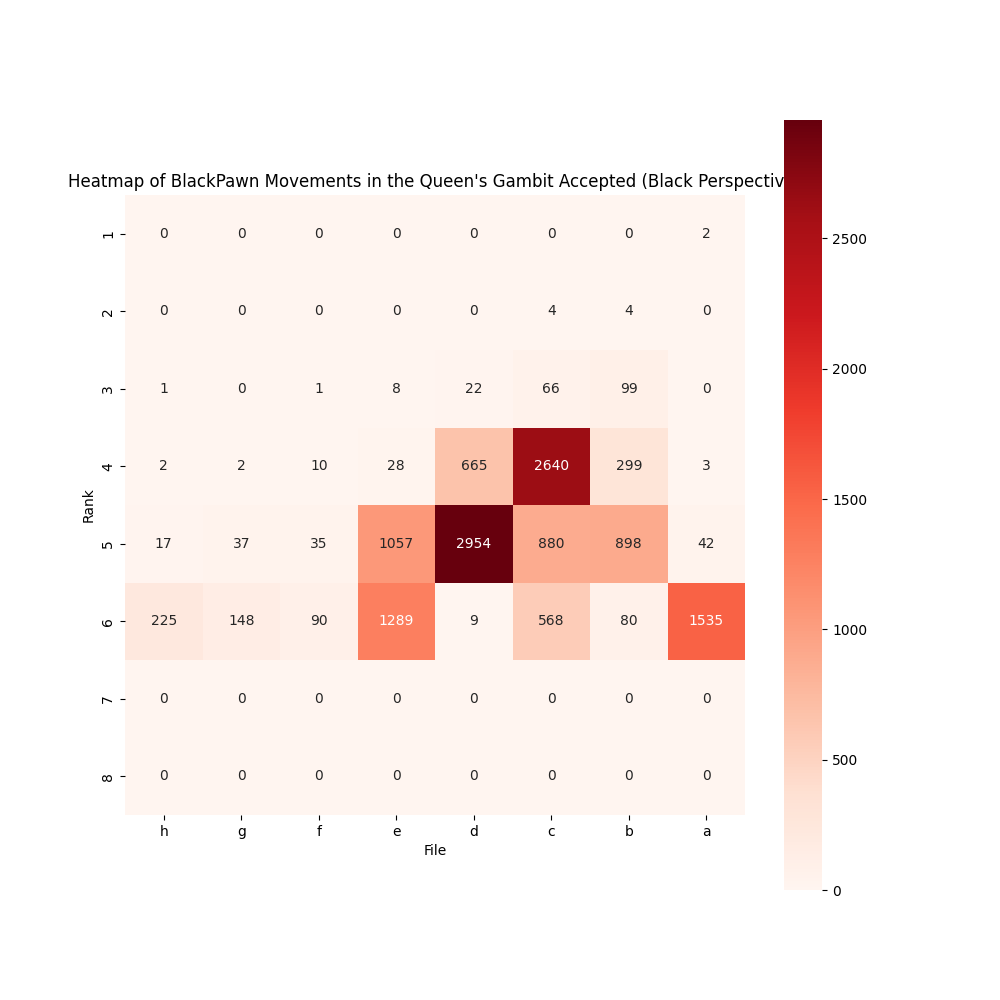 Heatmap of BlackPawn Movements in the Queen's Gambit Accepted (Black Perspectiv
1 0 0 0 0 0 0 0 2
2 0 0 0 0 0 4 4 0
3 1 0 1 8 22 66 99 0
4 2 2 10 28 665 2640 299 3
5 17 37 35 1057 2954 880 898 42
6 225 148 90 1289 9 568 80 1535
7 0 0 0 0 0 0 0 0
8 0 0 0 0 0 0 0 0
h g f e d c b a
File
Rank
2500
2000
1500
1000
500
0